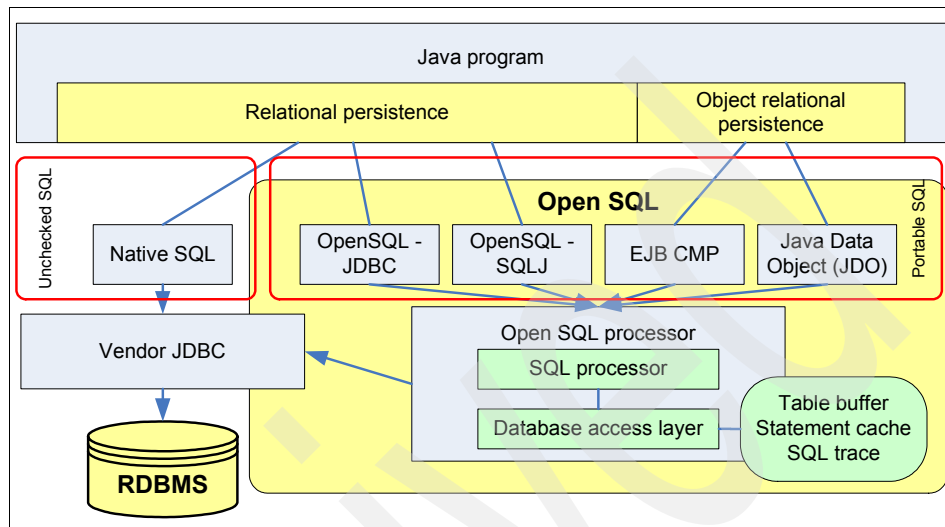 Java program
Relational persistence
Object relational
persistence
Unchecked SQL
Open SQL
Portable SQL
Native SQL
OpenSQL -
JDBC
OpenSQL -
SQLJ
EJB CMP
Java Data
Object (JDO)
Vendor JDBC
Open SQL processor
SQL processor
Database access layer
Table buffer
Statement cache
SQL trace
RDBMS